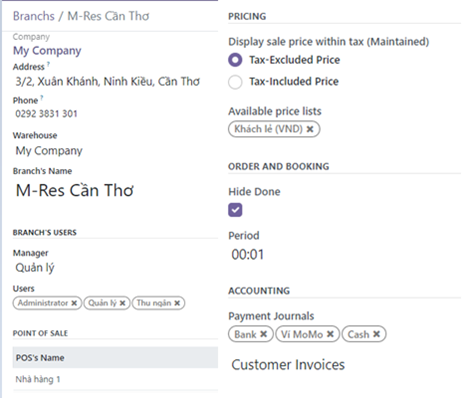 Branchs / M-Res Cần Thơ
Company
My Company
Address ?
3/2, Xuân Khánh, Ninh Kiều, Cần Thơ
Phone ?
0292 3831 301
Warehouse
My Company
Branch's Name
M-Res Cần Thơ
BRANCH'S USERS
Manager
Quản lý
Users
Administrator ✖ Quản lý ✖ Thu ngân ✖
POINT OF SALE
POS's Name
Nhà hàng 1
PRICING
Display sale price within tax (Maintained)
Tax-Excluded Price
Tax-Included Price
Available price lists
Khách lẻ (VND) ✖
ORDER AND BOOKING
Hide Done
Period
00:01
ACCOUNTING
Payment Journals
Bank ✖ Ví MoMo ✖ Cash ✖
Customer Invoices